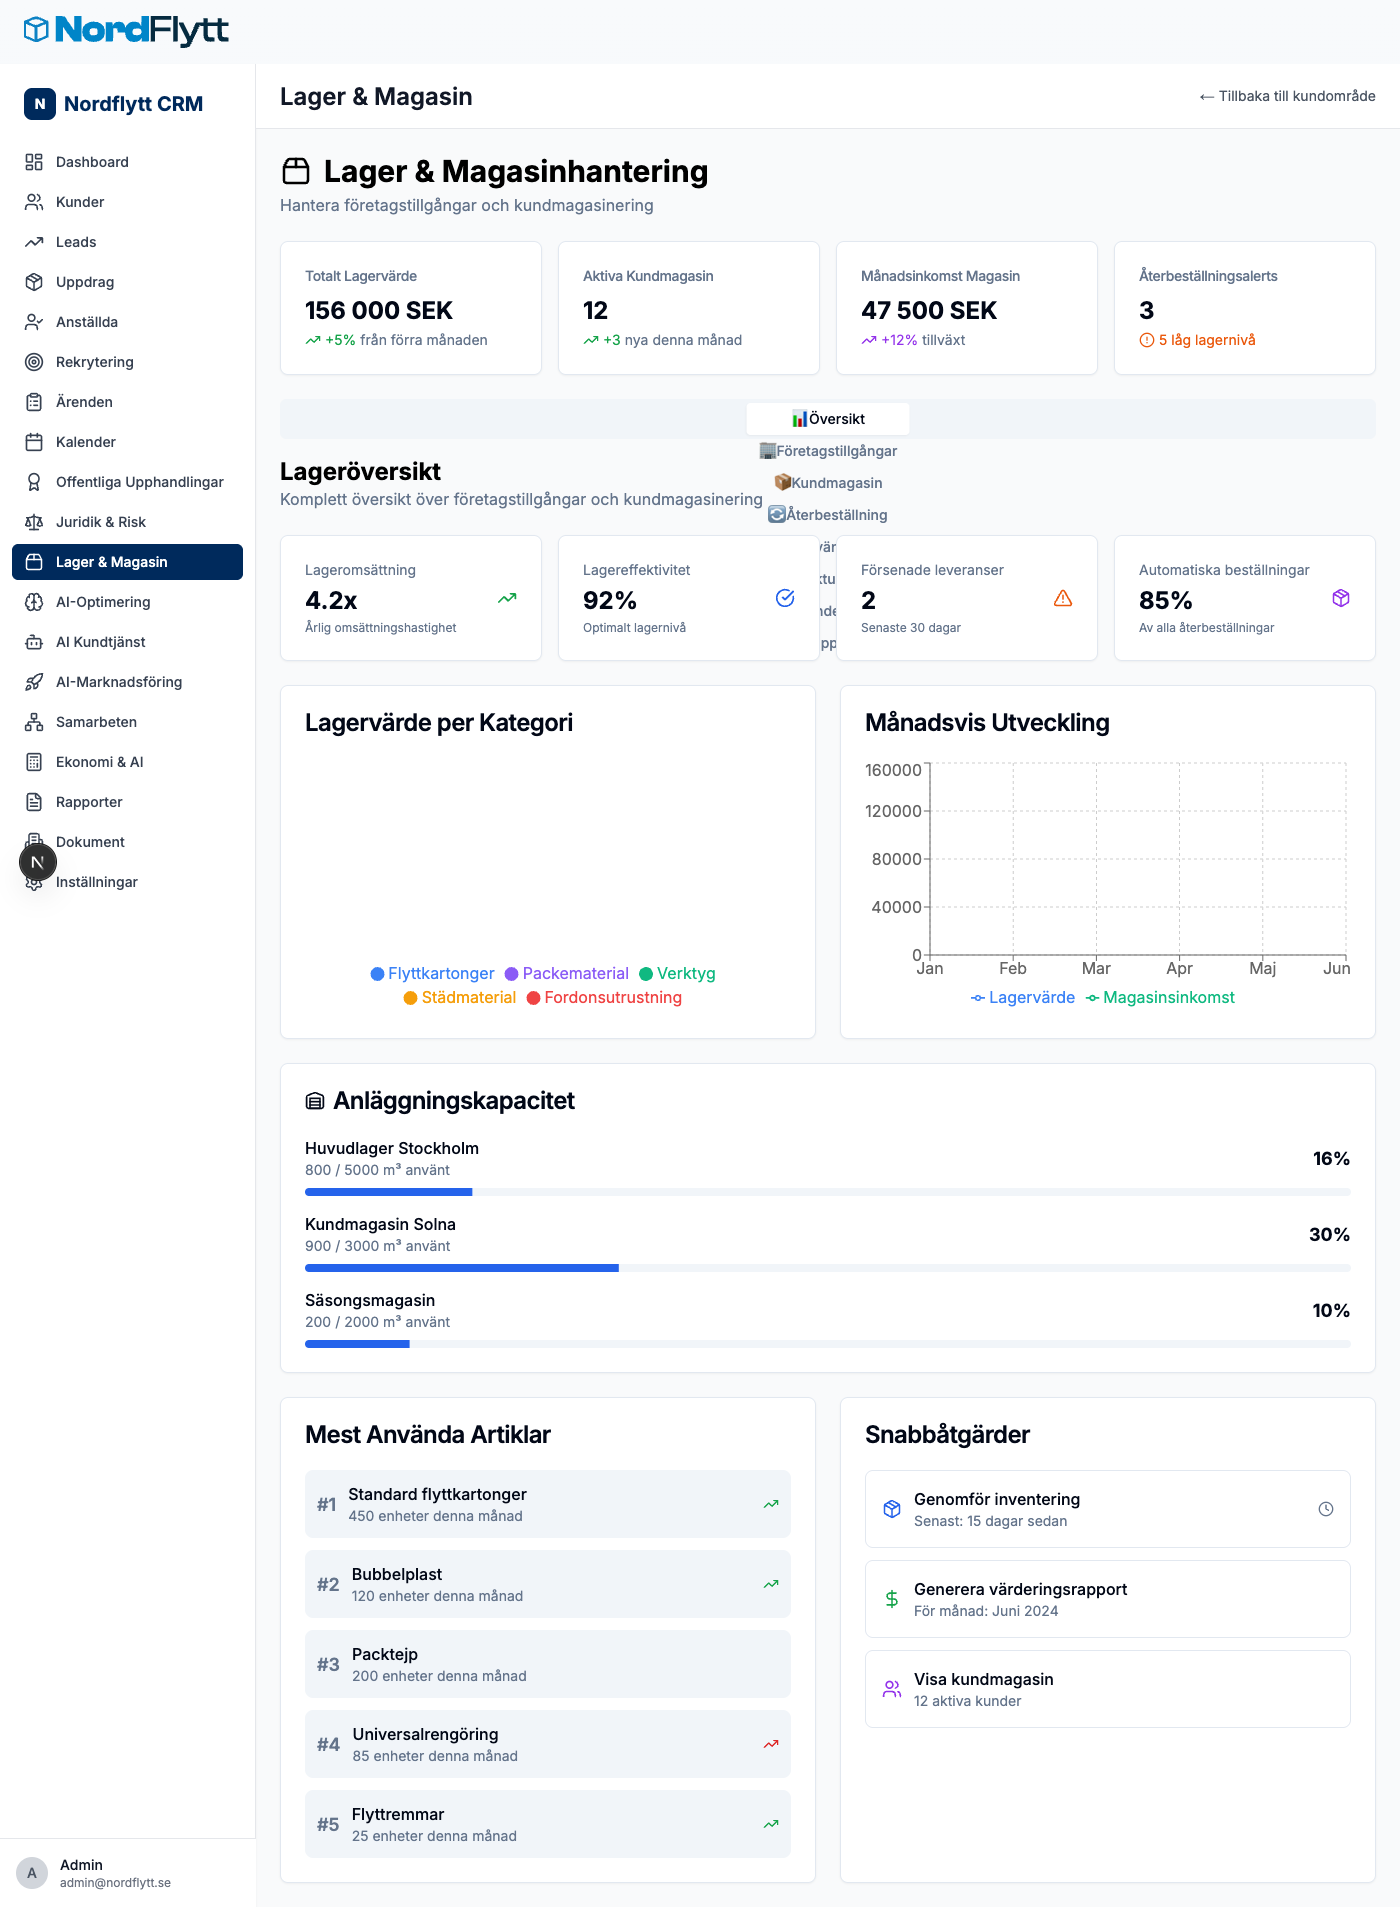 NordFlytt
N Nordflytt CRM
Dashboard
Kunder
Leads
Uppdrag
Anställda
Rekrytering
Ärenden
Kalender
Offentliga Upphandlingar
Juridik & Risk
Lager & Magasin
AI-Optimering
AI Kundtjänst
AI-Marknadsföring
Samarbeten
Ekonomi & AI
Rapporter
Dokument
N
Inställningar
A
Admin
admin@nordflytt.se
Lager & Magasin
← Tillbaka till kundområde
Lager & Magasinhantering
Hantera företagstillgångar och kundmagasinering
Totalt Lagervärde
156 000 SEK
+5% från förra månaden
Aktiva Kundmagasin
12
+3 nya denna månad
Månadsinkomst Magasin
47 500 SEK
+12% tillväxt
Återbeställningsalerts
3
5 låg lagernivå
Översikt
Företagstillgångar
Kundmagasin
Återbeställning
Lageröversikt
Komplett översikt över företagstillgångar och kundmagasinering
Lageromsättning
4.2x
Årlig omsättningshastighet
Lagereffektivitet
92%
Optimalt lagernivå
Försenade leveranser
2
Senaste 30 dagar
Automatiska beställningar
85%
Av alla återbeställningar
Lagervärde per Kategori
Flyttkartonger Packematerial Verktyg
Städmaterial Fordonsutrustning
Månadsvis Utveckling
160000
120000
80000
40000
0
Jan Feb Mar Apr Maj Jun
Lagervärde Magasinsinkomst
Anläggningskapacitet
Huvudlager Stockholm
800 / 5000 m³ använt
16%
Kundmagasin Solna
900 / 3000 m³ använt
30%
Säsongsmagasin
200 / 2000 m³ använt
10%
Mest Använda Artiklar
#1 Standard flyttkartonger
450 enheter denna månad
#2 Bubbelplast
120 enheter denna månad
#3 Packtejp
200 enheter denna månad
#4 Universalrengöring
85 enheter denna månad
#5 Flyttremmar
25 enheter denna månad
Snabbåtgärder
Genomför inventering
Senast: 15 dagar sedan
Generera värderingsrapport
För månad: Juni 2024
Visa kundmagasin
12 aktiva kunder